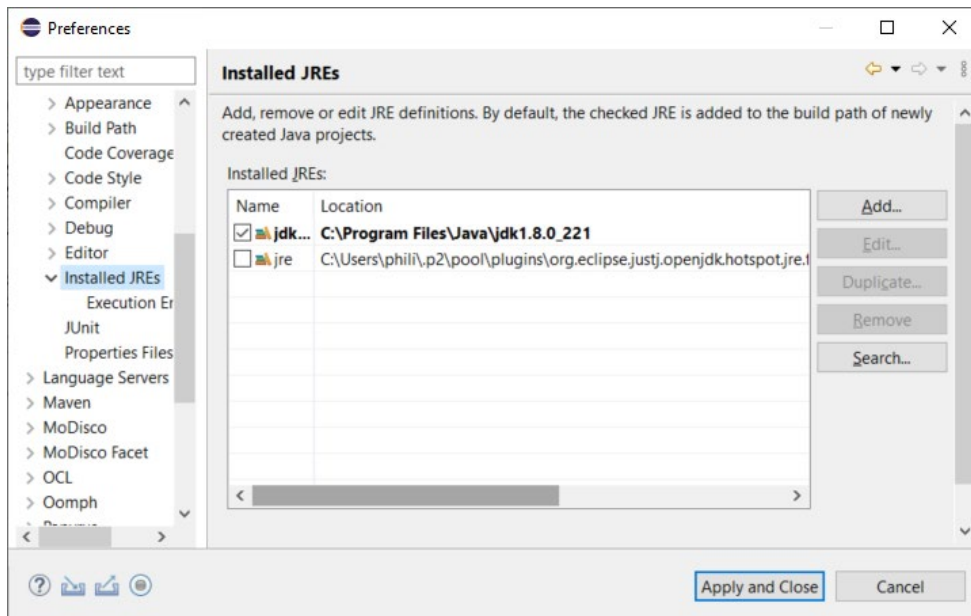 Preferences
type filter text
Appearance
Build Path
Code Coverage
Code Style
Compiler
Debug
Editor
Installed JREs
Execution Er
JUnit
Properties Files
Language Servers
Maven
MoDisco
MoDisco Facet
OCL
Oomph
Installed JREs
Add, remove or edit JRE definitions. By default, the checked JRE is added to the build path of newly
created Java projects.
Installed JREs:
Name Location
jdk... C:\Program Files\Java\jdk1.8.0_221
jre C:\Users\phili\.p2\pool\plugins\org.eclipse.justj.openjdk.hotspot.jre.f
Add...
Edit...
Duplicate...
Remove
Search...
Apply and Close
Cancel